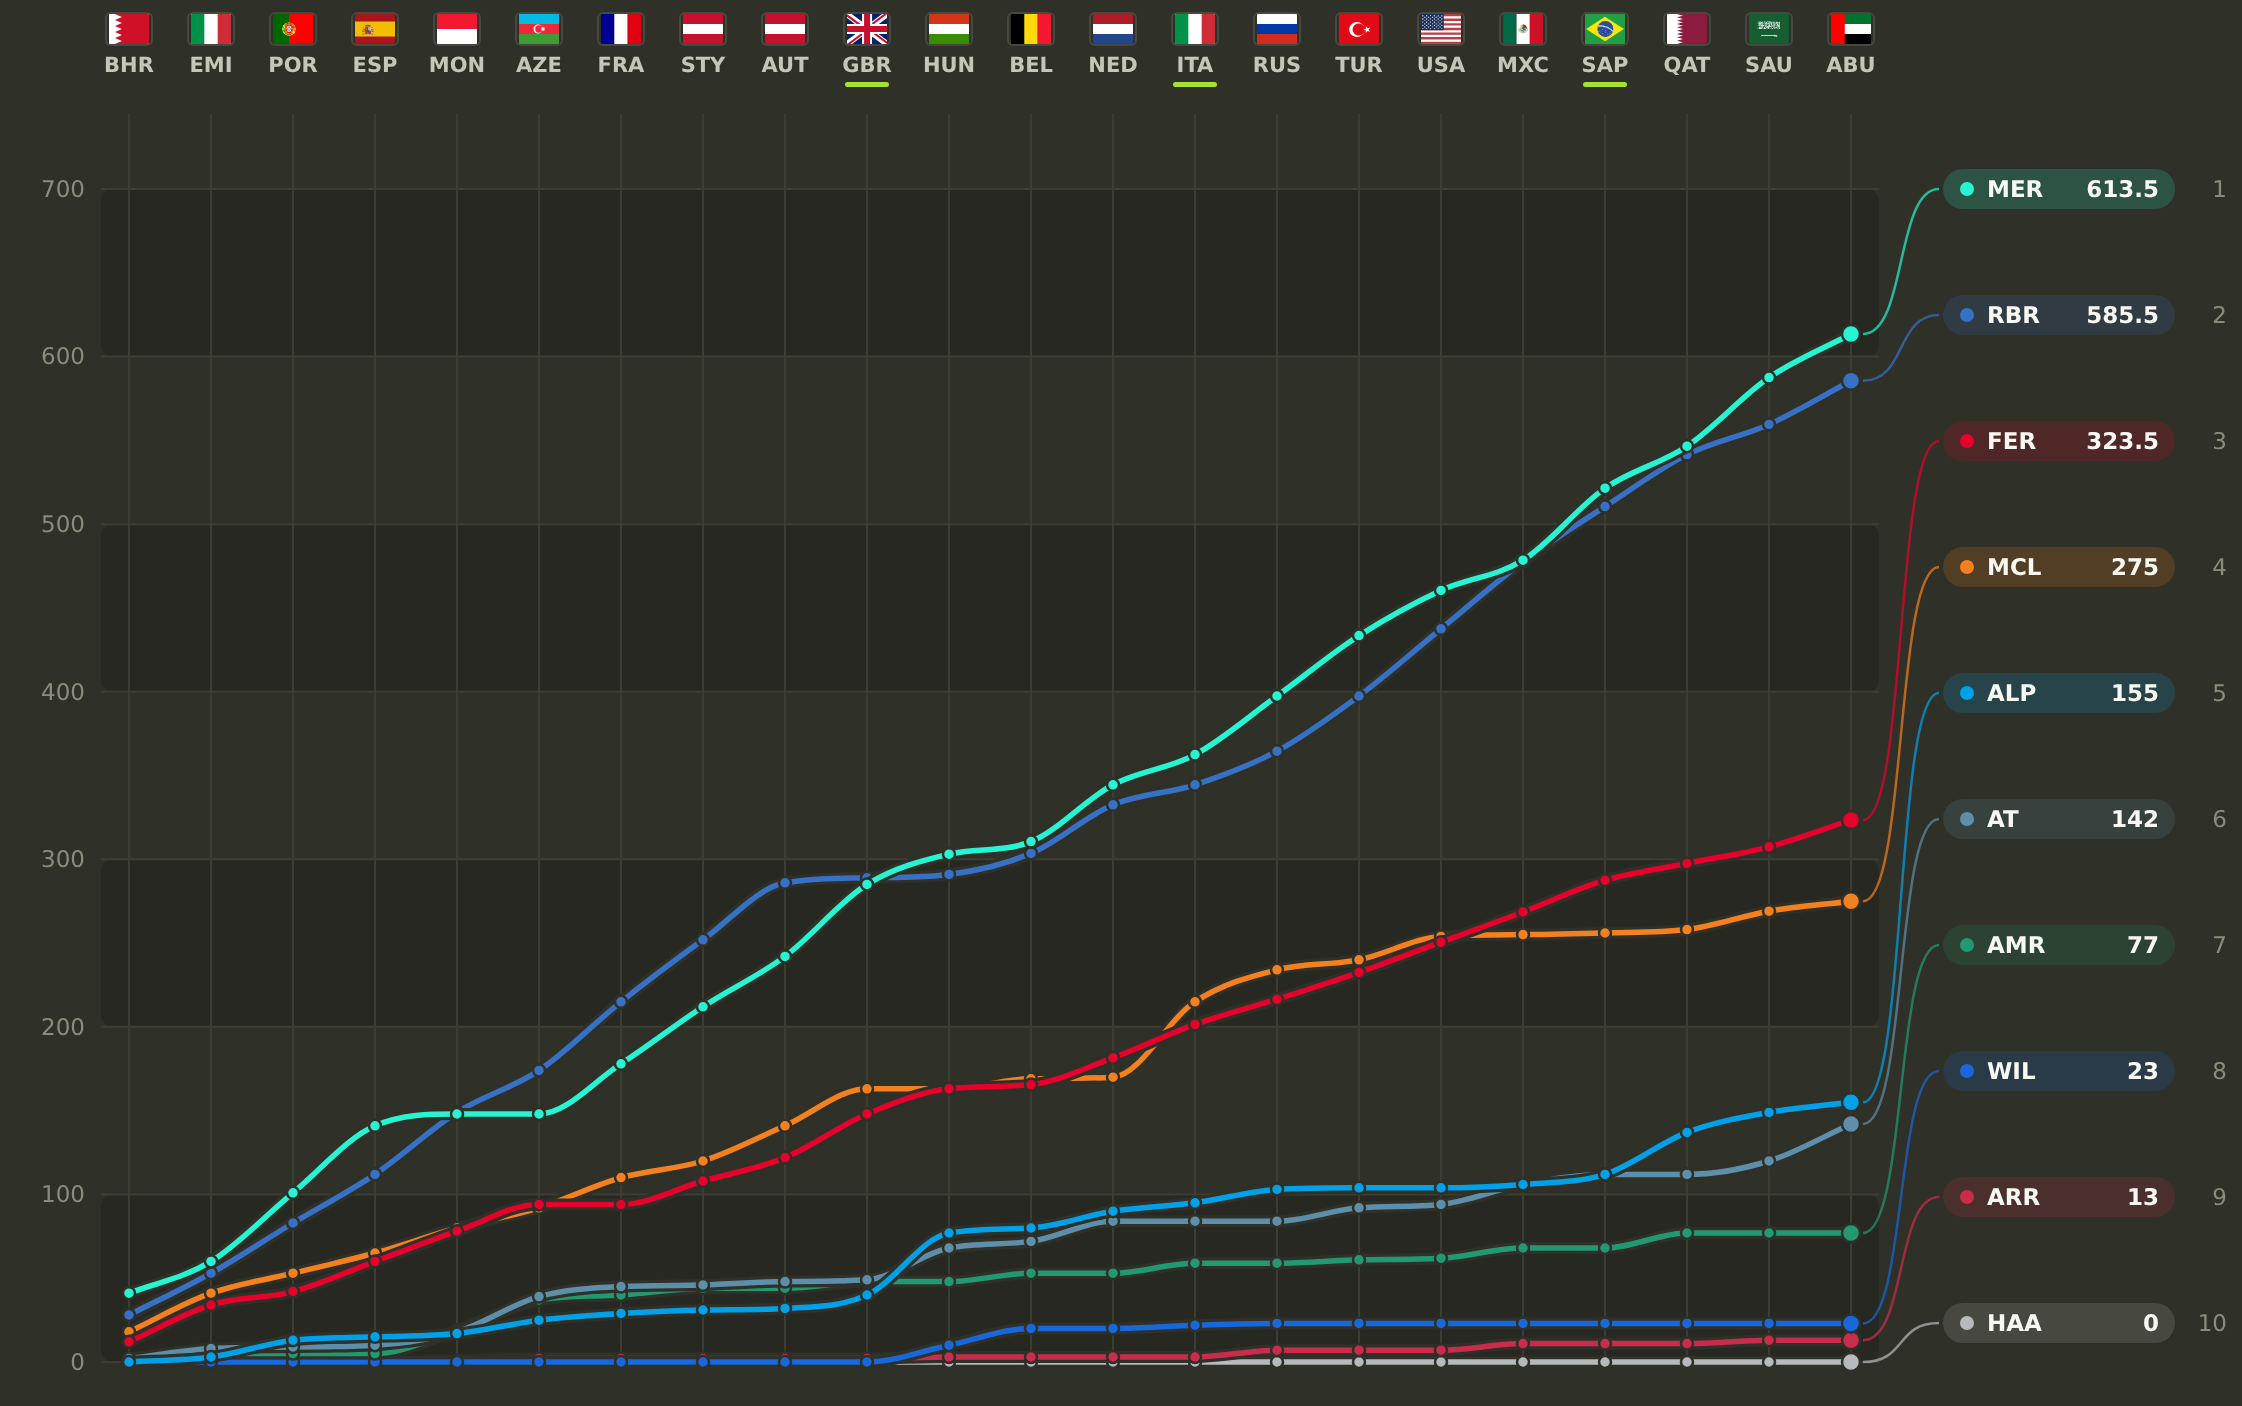 BHR EMI POR ESP MON AZE FRA STY AUT GBR HUN BEL NED ITA RUS TUR USA MXC SAP QAT SAU ABU
700
600
500
400
300
200
100
0
MER 613.5 1
RBR 585.5 2
FER 323.5 3
MCL 275 4
ALP 155 5
AT 142 6
AMR 77 7
WIL 23 8
ARR 13 9
HAA 0 10